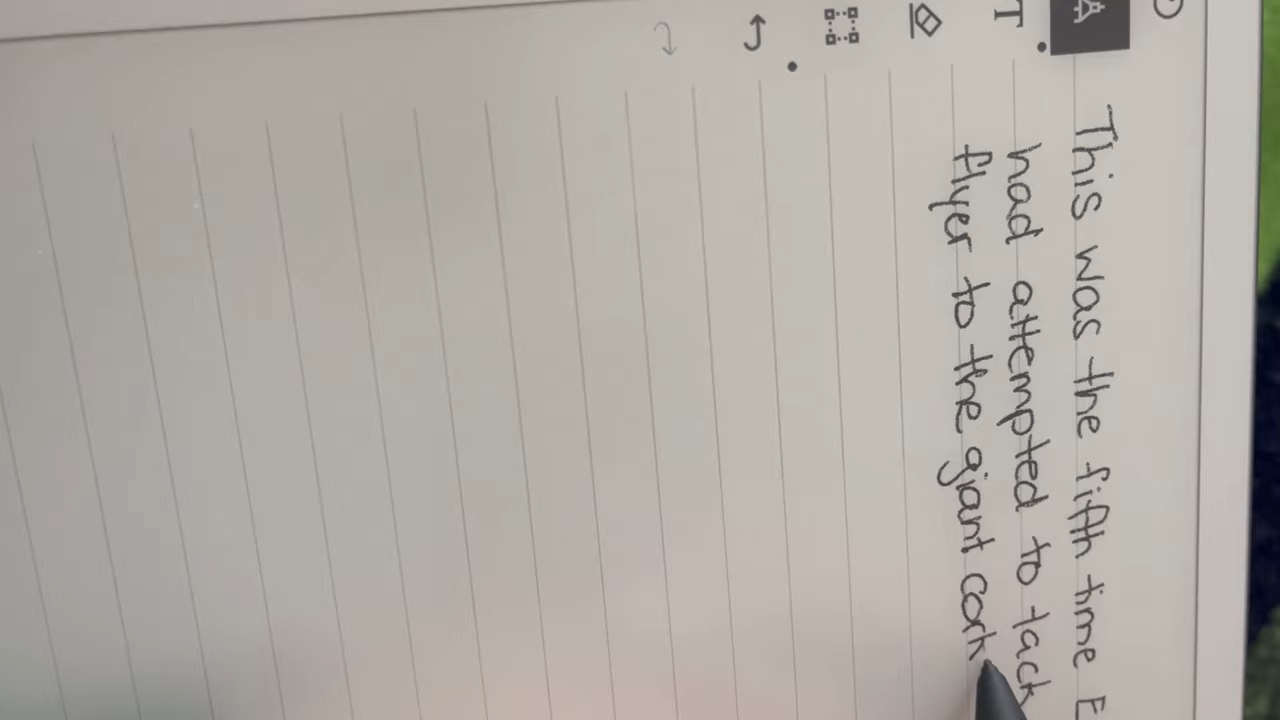 This was the fifth time E
had attempted to tack
flyer to the giant cork
T
A